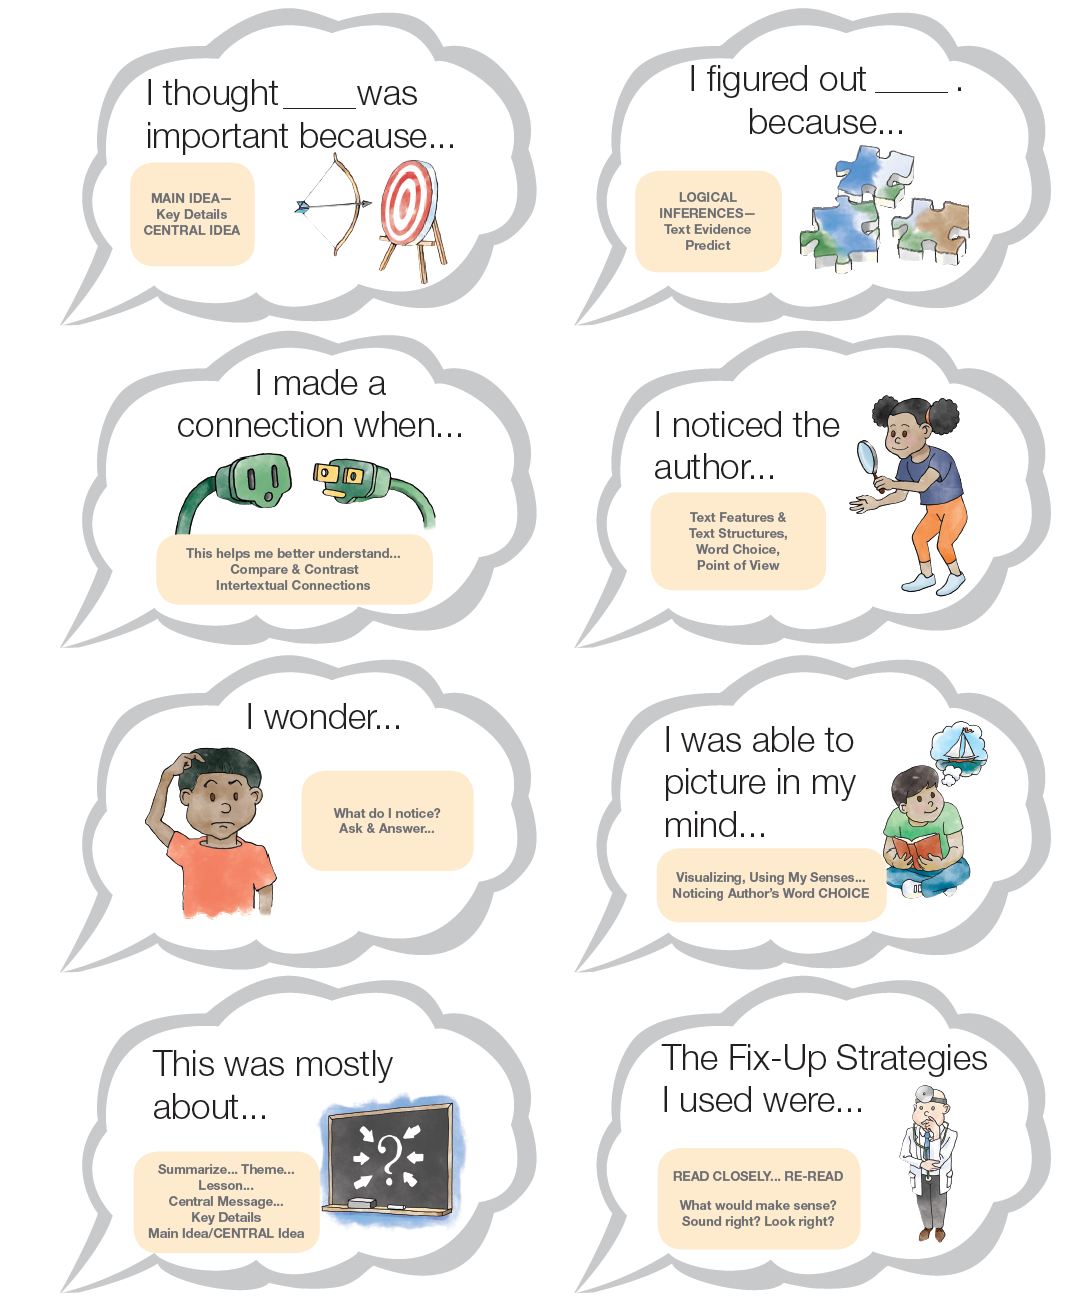 I thought ____ was
important because...
MAIN IDEA—
Key Details
CENTRAL IDEA
I figured out ____ .
because...
LOGICAL
INFERENCES—
Text Evidence
Predict
I made a
connection when...
This helps me better understand...
Compare & Contrast
Intertextual Connections
I noticed the
author...
Text Features &
Text Structures,
Word Choice,
Point of View
I wonder...
What do I notice?
Ask & Answer...
I was able to
picture in my
mind...
Visualizing, Using My Senses...
Noticing Author's Word CHOICE
This was mostly
about...
?
Summarize... Theme...
Lesson...
Central Message...
Key Details
Main Idea/CENTRAL Idea
The Fix-Up Strategies
I used were...
READ CLOSELY... RE-READ
What would make sense?
Sound right? Look right?